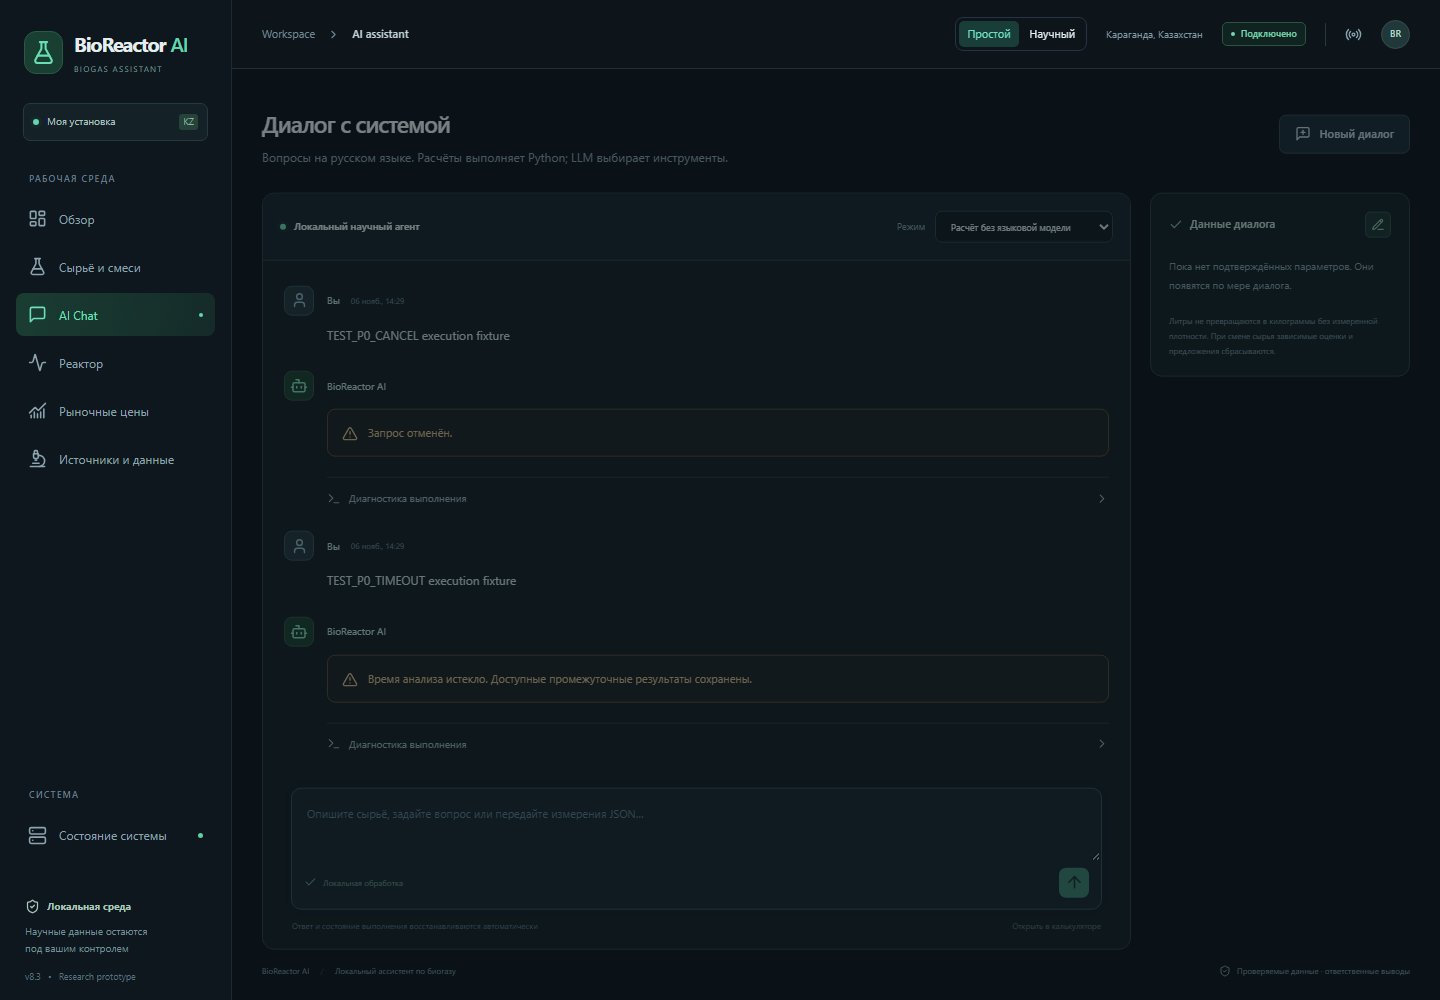 BioReactor AI
BIOGAS ASSISTANT
Моя установка
KZ
РАБОЧАЯ СРЕДА
Обзор
Сырьё и смеси
AI Chat
Реактор
Рыночные цены
Источники и данные
СИСТЕМА
Состояние системы
Локальная среда
Научные данные остаются
под вашим контролем
v8.3 • Research prototype
Workspace > AI assistant
Простой
Научный
Караганда, Казахстан
Подключено
BR
Диалог с системой
Вопросы на русском языке. Расчёты выполняет Python; LLM выбирает инструменты.
Новый диалог
Локальный научный агент
Режим
Расчёт без языковой модели
Вы 06 нояб., 14:29
TEST_P0_CANCEL execution fixture
BioReactor AI
Запрос отменён.
Диагностика выполнения
Вы 06 нояб., 14:29
TEST_P0_TIMEOUT execution fixture
BioReactor AI
Время анализа истекло. Доступные промежуточные результаты сохранены.
Диагностика выполнения
Опишите сырьё, задайте вопрос или передайте измерения JSON...
Локальная обработка
Ответ и состояние выполнения восстанавливаются автоматически
Открыть в калькуляторе
Данные диалога
Пока нет подтверждённых параметров. Они
появятся по мере диалога.
Литры не превращаются в килограммы без измеренной
плотности. При смене сырья зависимые оценки и
предложения сбрасываются.
BioReactor AI / Локальный ассистент по биогазу
Проверяемые данные · ответственные выводы